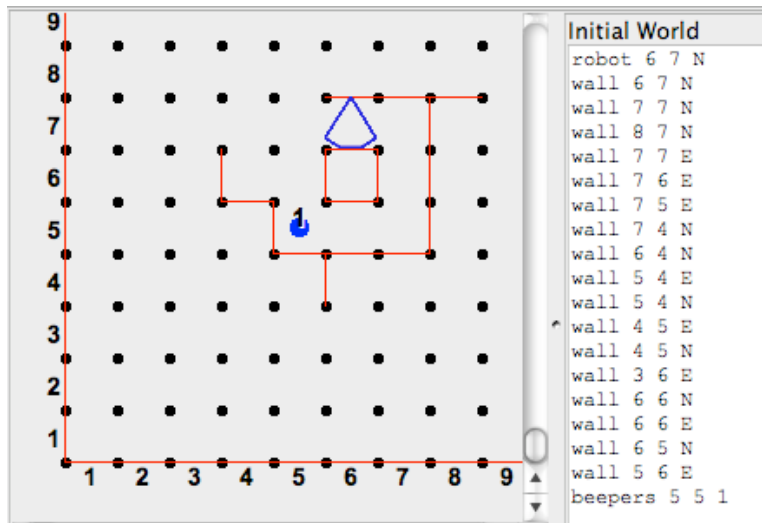 9
8
7
6
1
5
4
3
2
1
1 2 3 4 5 6 7 8 9
Initial World
robot 6 7 N
wall 6 7 N
wall 7 7 N
wall 8 7 N
wall 7 7 E
wall 7 6 E
wall 7 5 E
wall 7 4 N
wall 6 4 N
wall 5 4 E
wall 5 4 N
wall 4 5 E
wall 4 5 N
wall 3 6 E
wall 6 6 N
wall 6 6 E
wall 6 5 N
wall 5 6 E
beepers 5 5 1